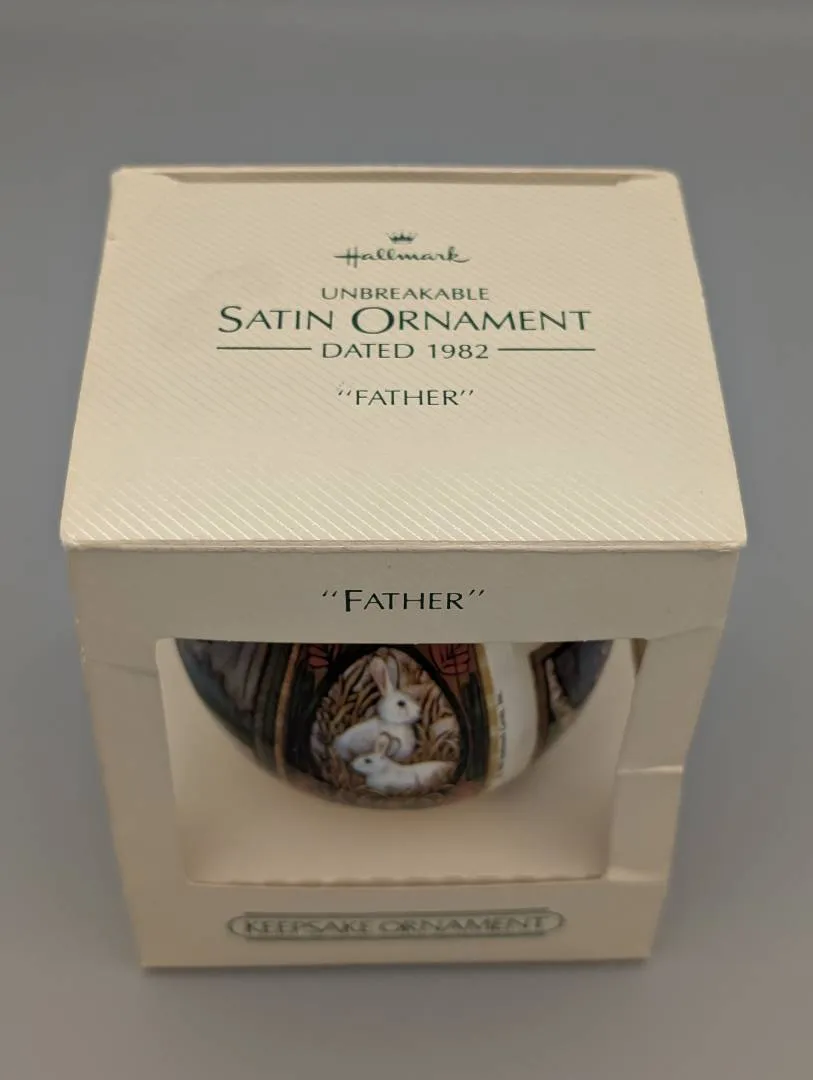 Hallmark
UNBREAKABLE
SATIN ORNAMENT
DATED 1982
"FATHER"
"FATHER"
KEEPSAKE ORNAMENT